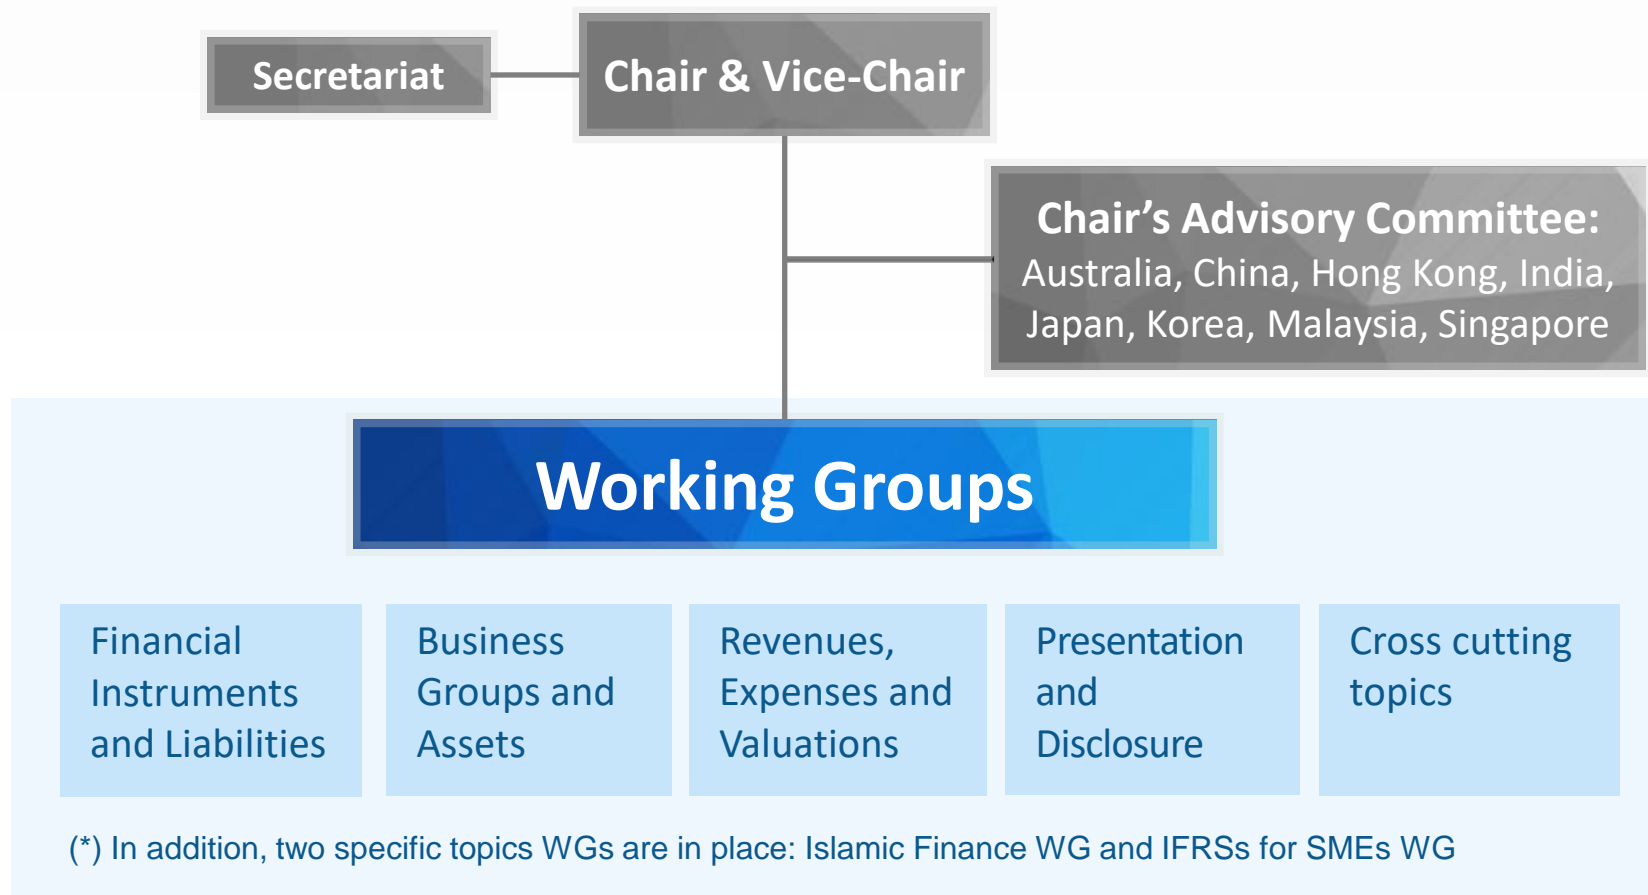 Secretariat
Chair & Vice-Chair
Chair’s Advisory Committee:
Australia, China, Hong Kong, India,
Japan, Korea, Malaysia, Singapore
Working Groups
Financial
Instruments
and Liabilities
Business
Groups and
Assets
Revenues,
Expenses and
Valuations
Presentation
and
Disclosure
Cross cutting
topics
(*) In addition, two specific topics WGs are in place: Islamic Finance WG and IFRSs for SMEs WG